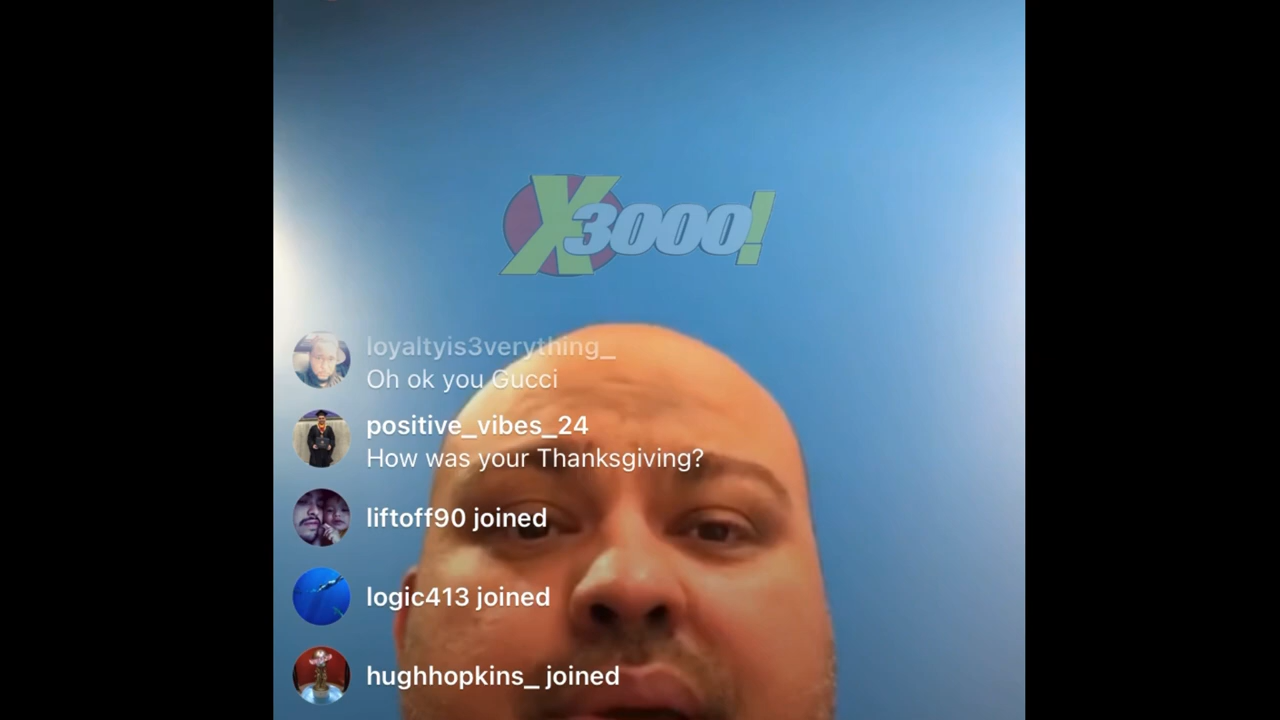 X3000!
loyaltyis3verything_
Oh ok you Gucci
positive_vibes_24
How was your Thanksgiving?
liftoff90 joined
logic413 joined
hughhopkins_ joined